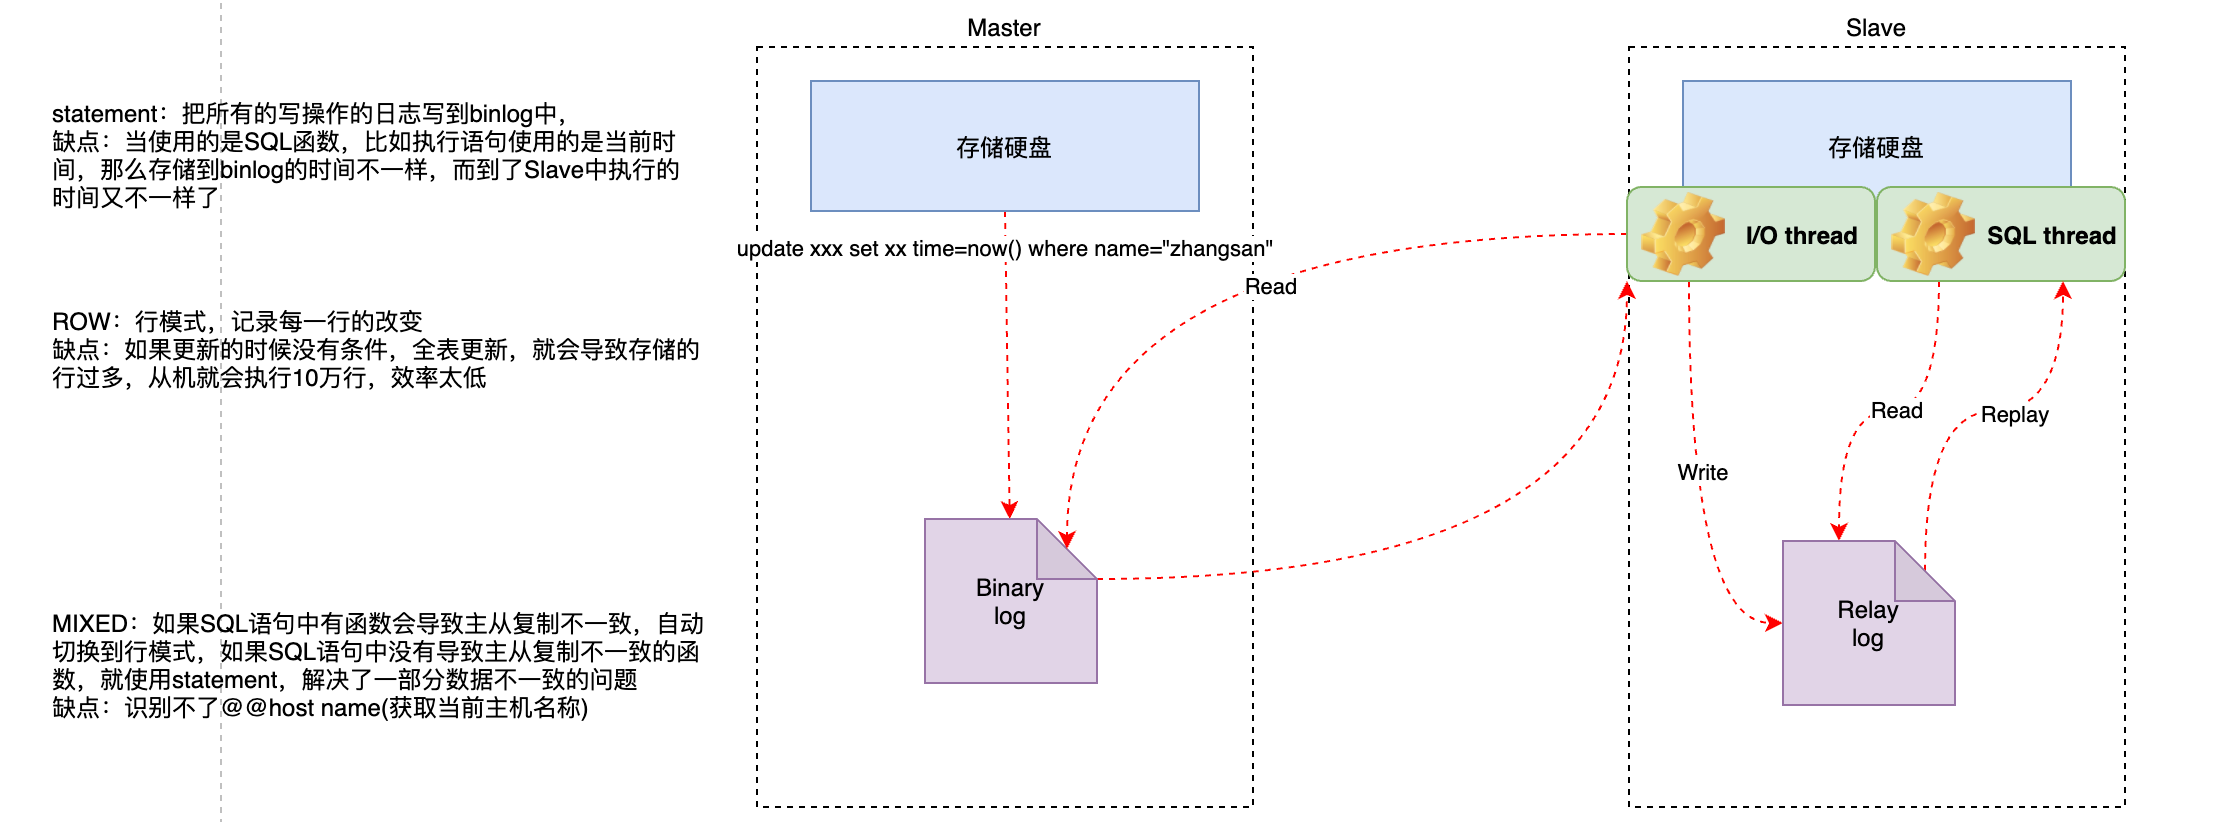 statement：把所有的写操作的日志写到binlog中，
缺点：当使用的是SQL函数，比如执行语句使用的是当前时
间，那么存储到binlog的时间不一样，而到了Slave中执行的
时间又不一样了
ROW：行模式，记录每一行的改变
缺点：如果更新的时候没有条件，全表更新，就会导致存储的
行过多，从机就会执行10万行，效率太低
MIXED：如果SQL语句中有函数会导致主从复制不一致，自动
切换到行模式，如果SQL语句中没有导致主从复制不一致的函
数，就使用statement，解决了一部分数据不一致的问题
缺点：识别不了@@host name(获取当前主机名称)
Master
存储硬盘
update xxx set xx time=now() where name="zhangsan"
Read
Binary
log
Slave
存储硬盘
I/O thread
SQL thread
Read
Replay
Write
Relay
log